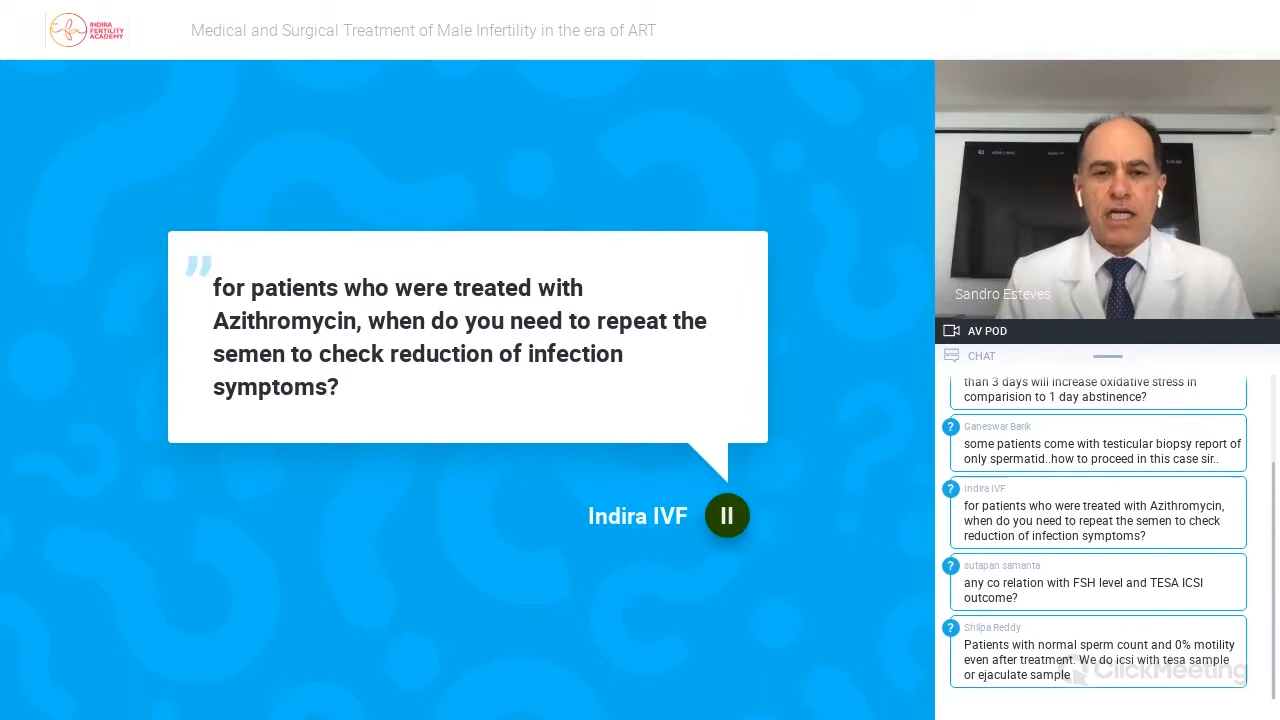 INDIRA
FERTILITY
ACADEMY
Medical and Surgical Treatment of Male Infertility in the era of ART
for patients who were treated with
Azithromycin, when do you need to repeat the
semen to check reduction of infection
symptoms?
Indira IVF
II
Sandro Esteves
AV POD
CHAT
than 3 days will increase oxidative stress in
comparision to 1 day abstinence?
?
Ganeswar Barik
some patients come with testicular biopsy report of
only spermatid..how to proceed in this case sir..
?
Indira IVF
for patients who were treated with Azithromycin,
when do you need to repeat the semen to check
reduction of infection symptoms?
?
sutapan samanta
any co relation with FSH level and TESA ICSI
outcome?
?
Shilpa Reddy
Patients with normal sperm count and 0% motility
even after treatment. We do icsi with tesa sample
or ejaculate sample
ClickMeeting